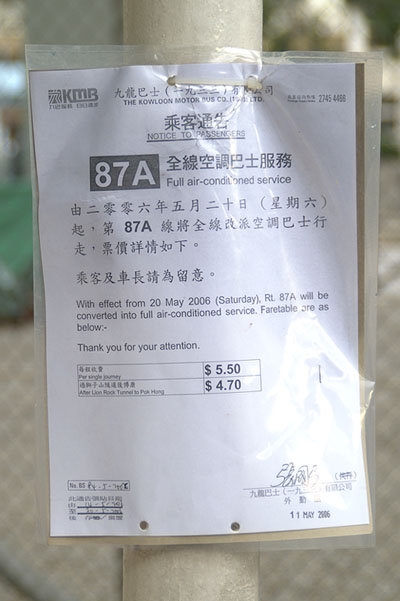 KMB
九龍巴士（一九三三）有限公司
THE KOWLOON MOTOR BUS CO. (1933) LTD.
2745 4466
乘客通告
NOTICE TO PASSENGERS
87A 全線空調巴士服務
Full air-conditioned service
由二零零六年五月二十日（星期六）
起，第 87A 線將全線改派空調巴士行
走，票價詳情如下。
乘客及車長請為留意。
With effect from 20 May 2006 (Saturday), Rt. 87A will be
converted into full air-conditioned service. Faretable are as
below:-
Thank you for your attention.
每程收費 $ 5.50
Per single journey
過獅子山隧道後博康 $ 4.70
After Lion Rock Tunnel to Pok Hong
九龍巴士（一九三三）有限公司
11 MAY 2006